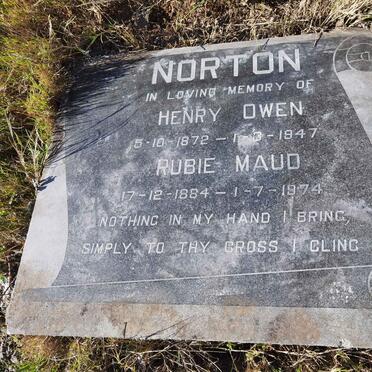 NORTON
IN LOVING MEMORY OF
HENRY OWEN
5-10-1872 – 1-3-1947
RUBIE MAUD
17-12-1884 – 1-7-1974
NOTHING IN MY HAND I BRING
SIMPLY TO THY CROSS I CLING